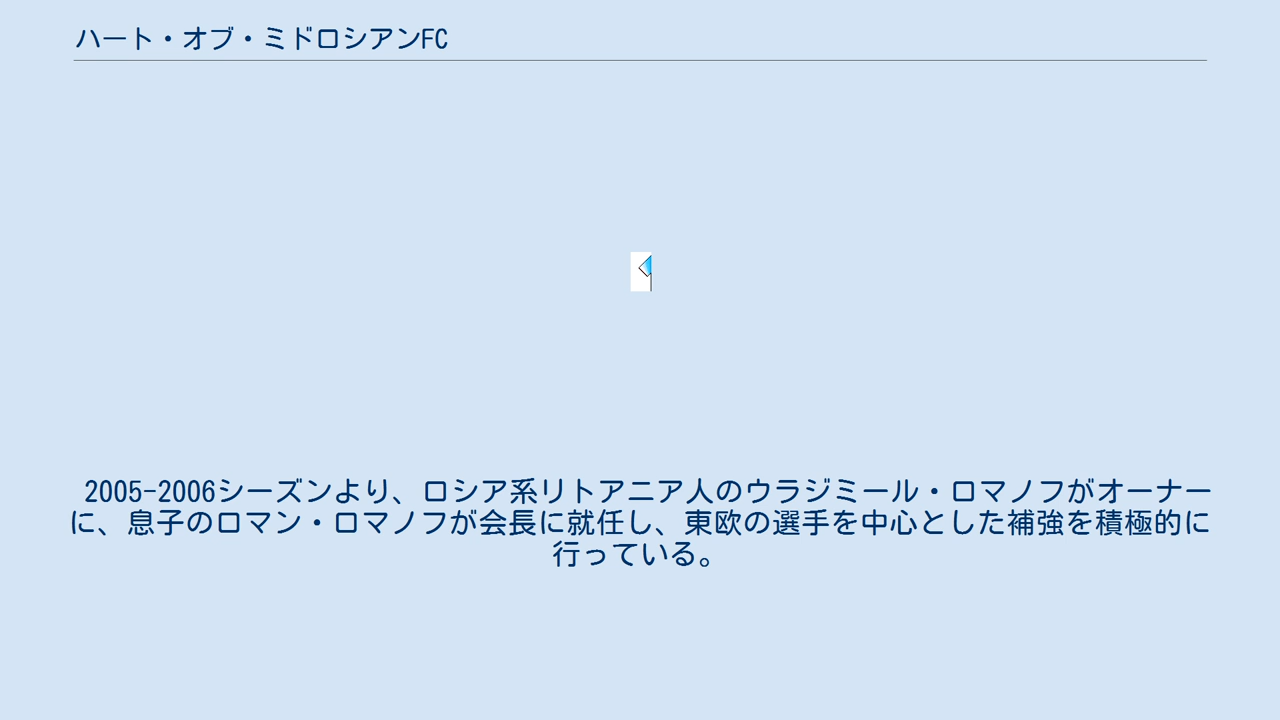 ハート・オブ・ミドロシアンFC
2005-2006シーズンより、ロシア系リトアニア人のウラジミール・ロマノフがオーナー
に、息子のロマン・ロマノフが会長に就任し、東欧の選手を中心とした補強を積極的に
行っている。